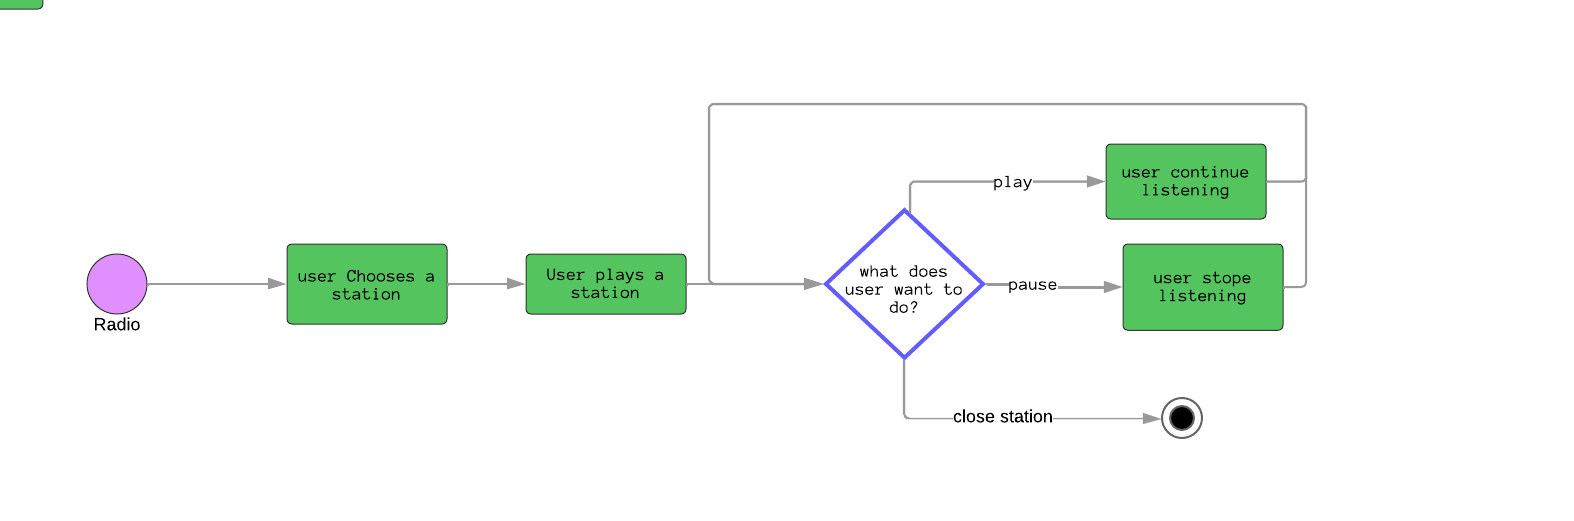 Radio
user Chooses a
station
User plays a
station
what does
user want to
do?
play
user continue
listening
pause
user stope
listening
close station